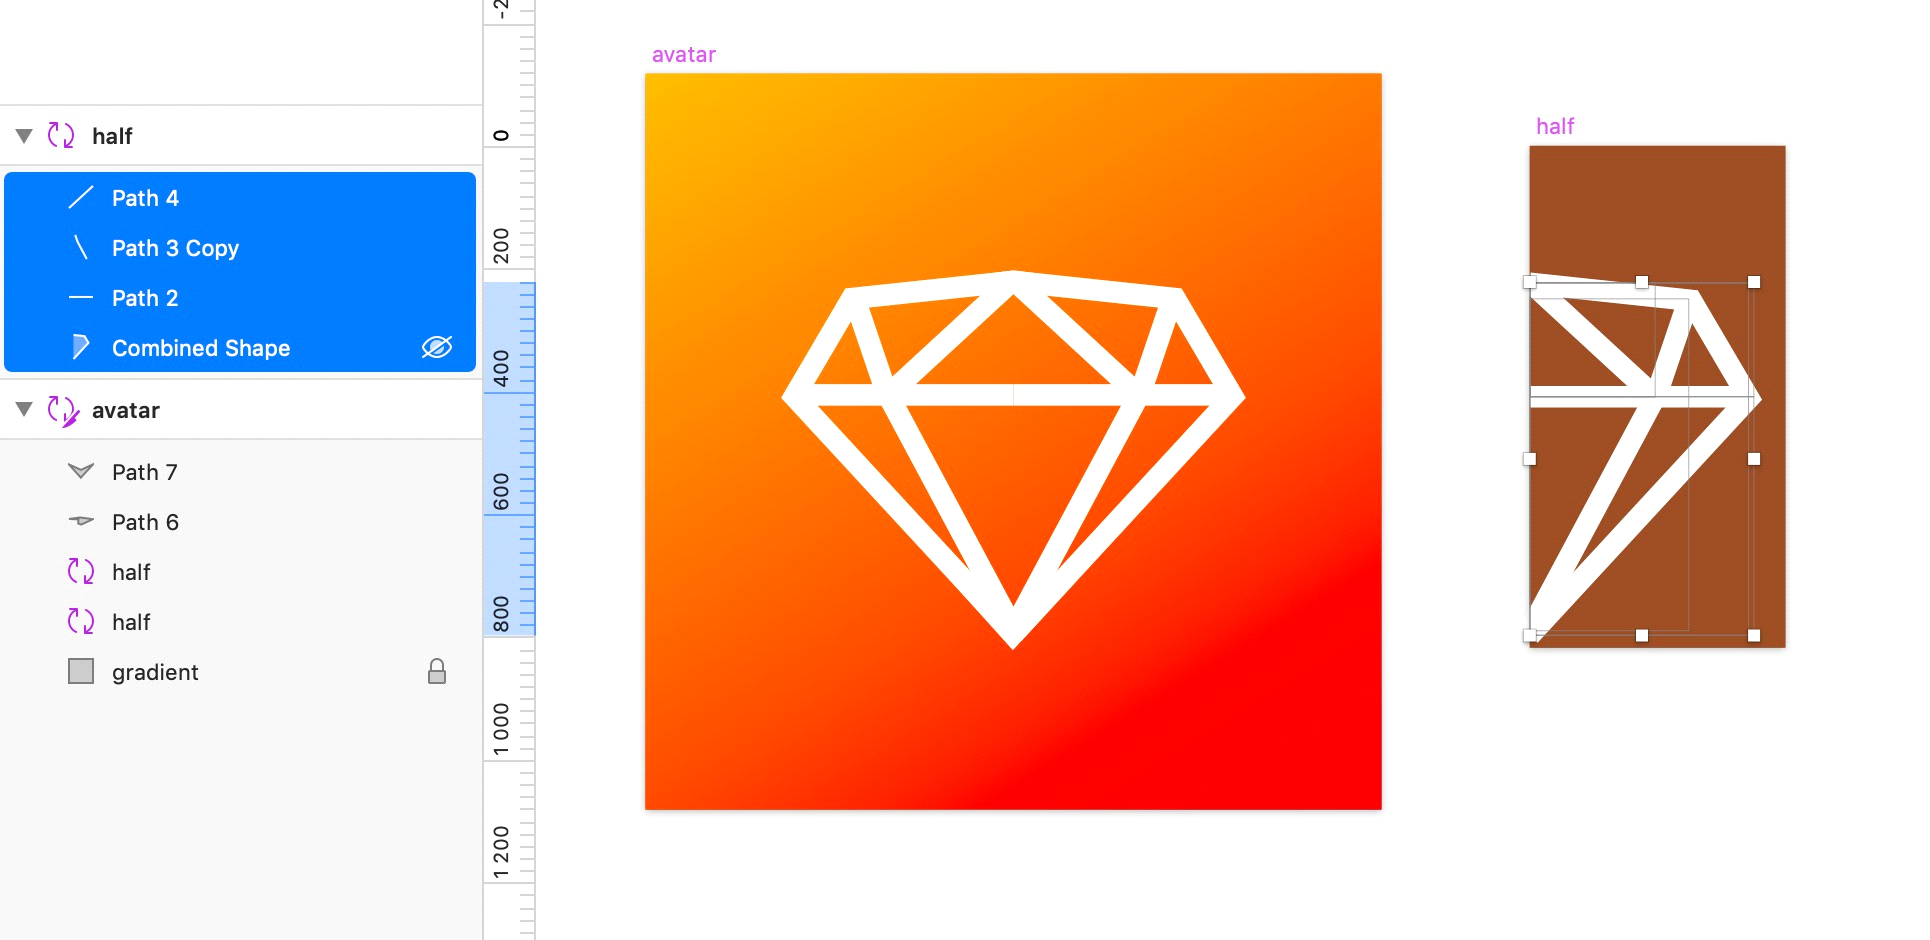 half
Path 4
Path 3 Copy
Path 2
Combined Shape
avatar
Path 7
Path 6
half
half
gradient
-2
0
200
400
600
800
1 000
1 200
avatar
half